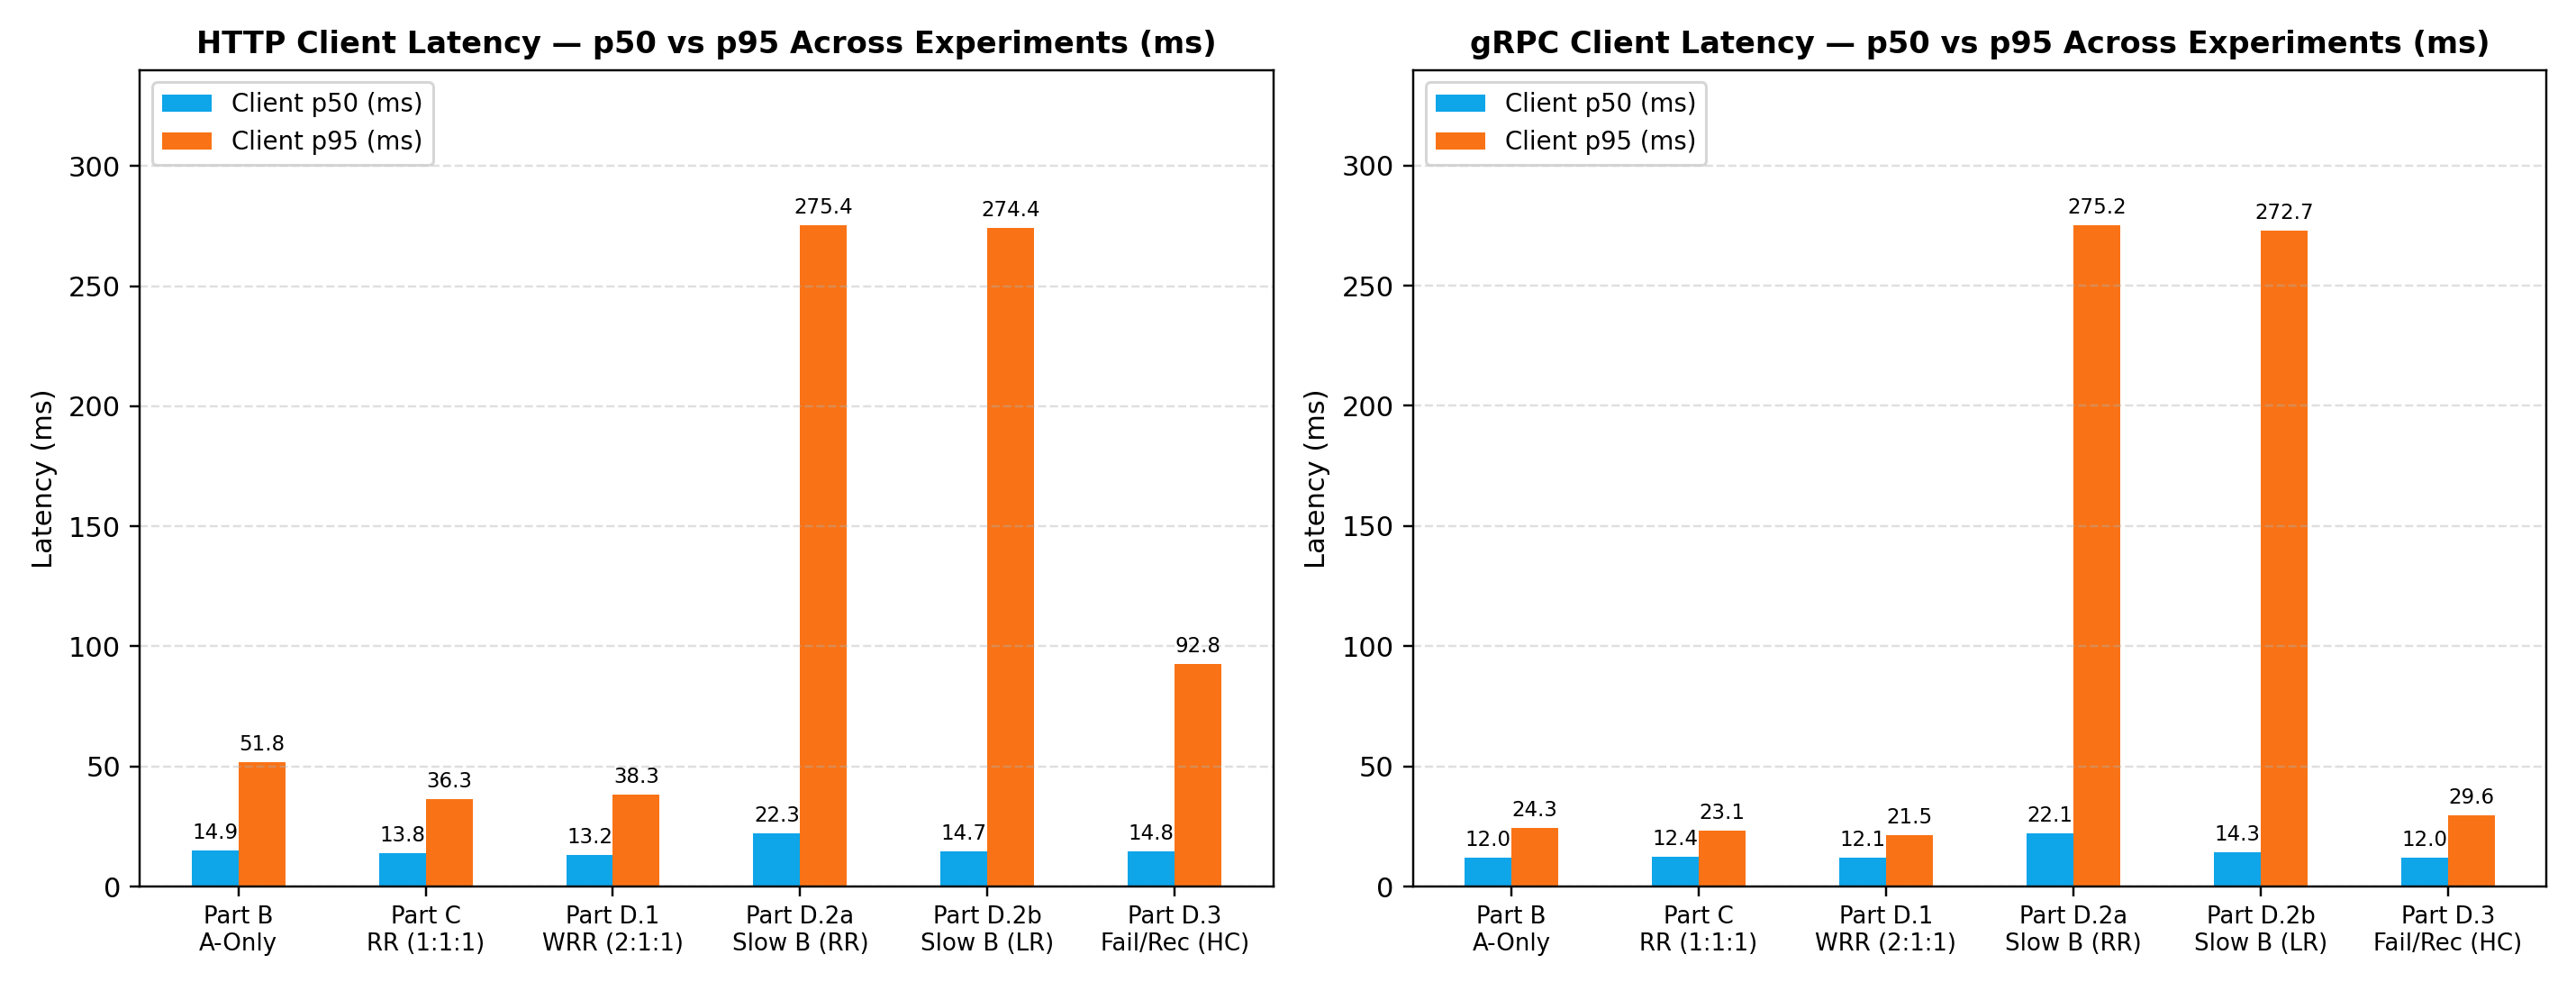 HTTP Client Latency — p50 vs p95 Across Experiments (ms)
Client p50 (ms)
Client p95 (ms)
Latency (ms)
300
250
200
150
100
50
0
14.9
51.8
13.8
36.3
13.2
38.3
22.3
275.4
14.7
274.4
14.8
92.8
Part B
A-Only
Part C
RR (1:1:1)
Part D.1
WRR (2:1:1)
Part D.2a
Slow B (RR)
Part D.2b
Slow B (LR)
Part D.3
Fail/Rec (HC)
gRPC Client Latency — p50 vs p95 Across Experiments (ms)
Client p50 (ms)
Client p95 (ms)
Latency (ms)
300
250
200
150
100
50
0
12.0
24.3
12.4
23.1
12.1
21.5
22.1
275.2
14.3
272.7
12.0
29.6
Part B
A-Only
Part C
RR (1:1:1)
Part D.1
WRR (2:1:1)
Part D.2a
Slow B (RR)
Part D.2b
Slow B (LR)
Part D.3
Fail/Rec (HC)